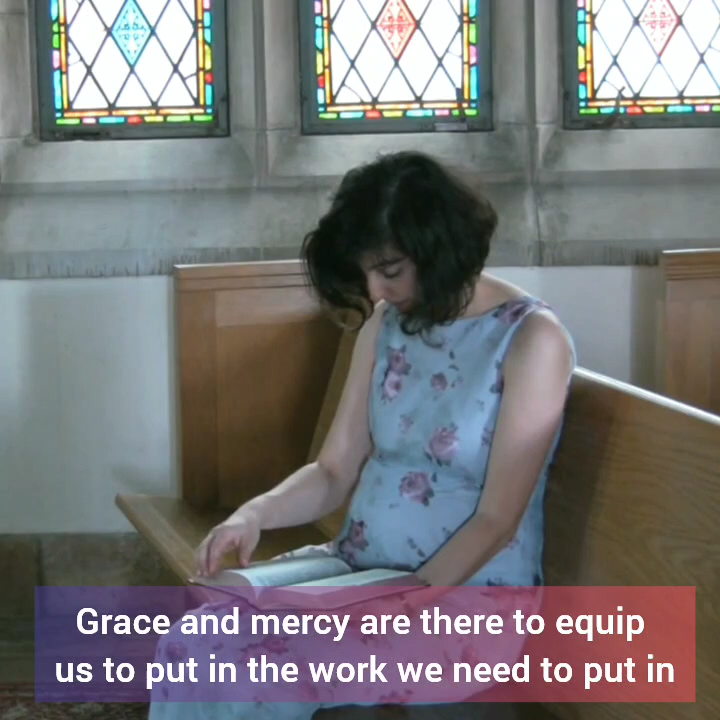 Grace and mercy are there to equip
us to put in the work we need to put in